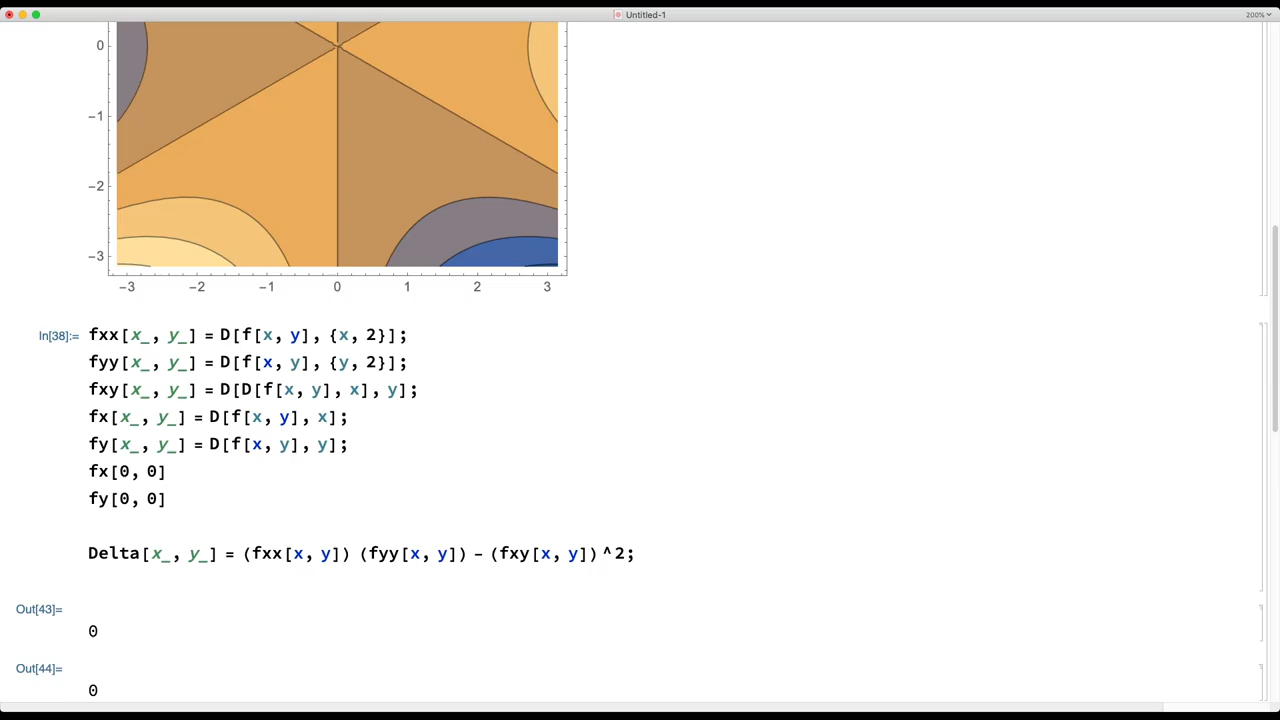 Untitled-1
200%
0
-1
-2
-3
-3 -2 -1 0 1 2 3
In[38]:= fxx[x_, y_] = D[f[x, y], {x, 2}];
fyy[x_, y_] = D[f[x, y], {y, 2}];
fxy[x_, y_] = D[D[f[x, y], x], y];
fx[x_, y_] = D[f[x, y], x];
fy[x_, y_] = D[f[x, y], y];
fx[0, 0]
fy[0, 0]
Delta[x_, y_] = (fxx[x, y]) (fyy[x, y]) - (fxy[x, y])^2;
Out[43]=
0
Out[44]=
0